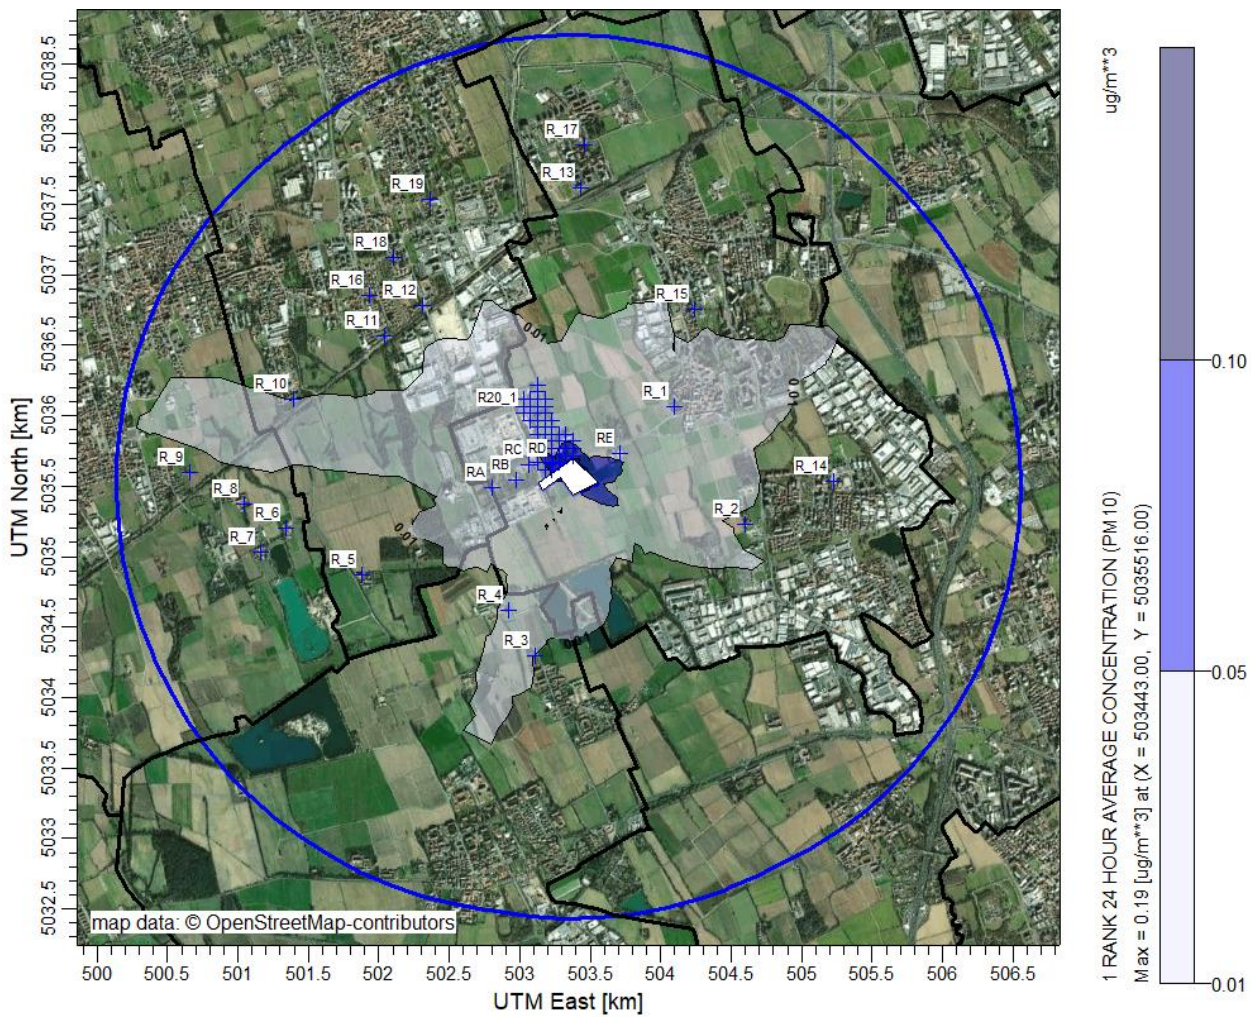 ug/m**3
5038.5
5038
5037.5
5037
5036.5
5036
5035.5
5035
5034.5
5034
5033.5
5033
5032.5
UTM North [km]
R_17
R_13
R_19
R_18
R_16
R_12
R_15
R_11
0.01
R_10
R20_1
R_1
0.01
RE
RC
RD
R_9
RB
RA
R_14
R_8
R_2
R_6
0.01
R_7
R_5
R_4
R_3
map data: © OpenStreetMap-contributors
500
500.5
501
501.5
502
502.5
503
503.5
504
504.5
505
505.5
506
506.5
UTM East [km]
1 RANK 24 HOUR AVERAGE CONCENTRATION (PM10)
Max = 0.19 [ug/m**3] at (X = 503443.00, Y = 5035516.00)
0.10
0.05
0.01